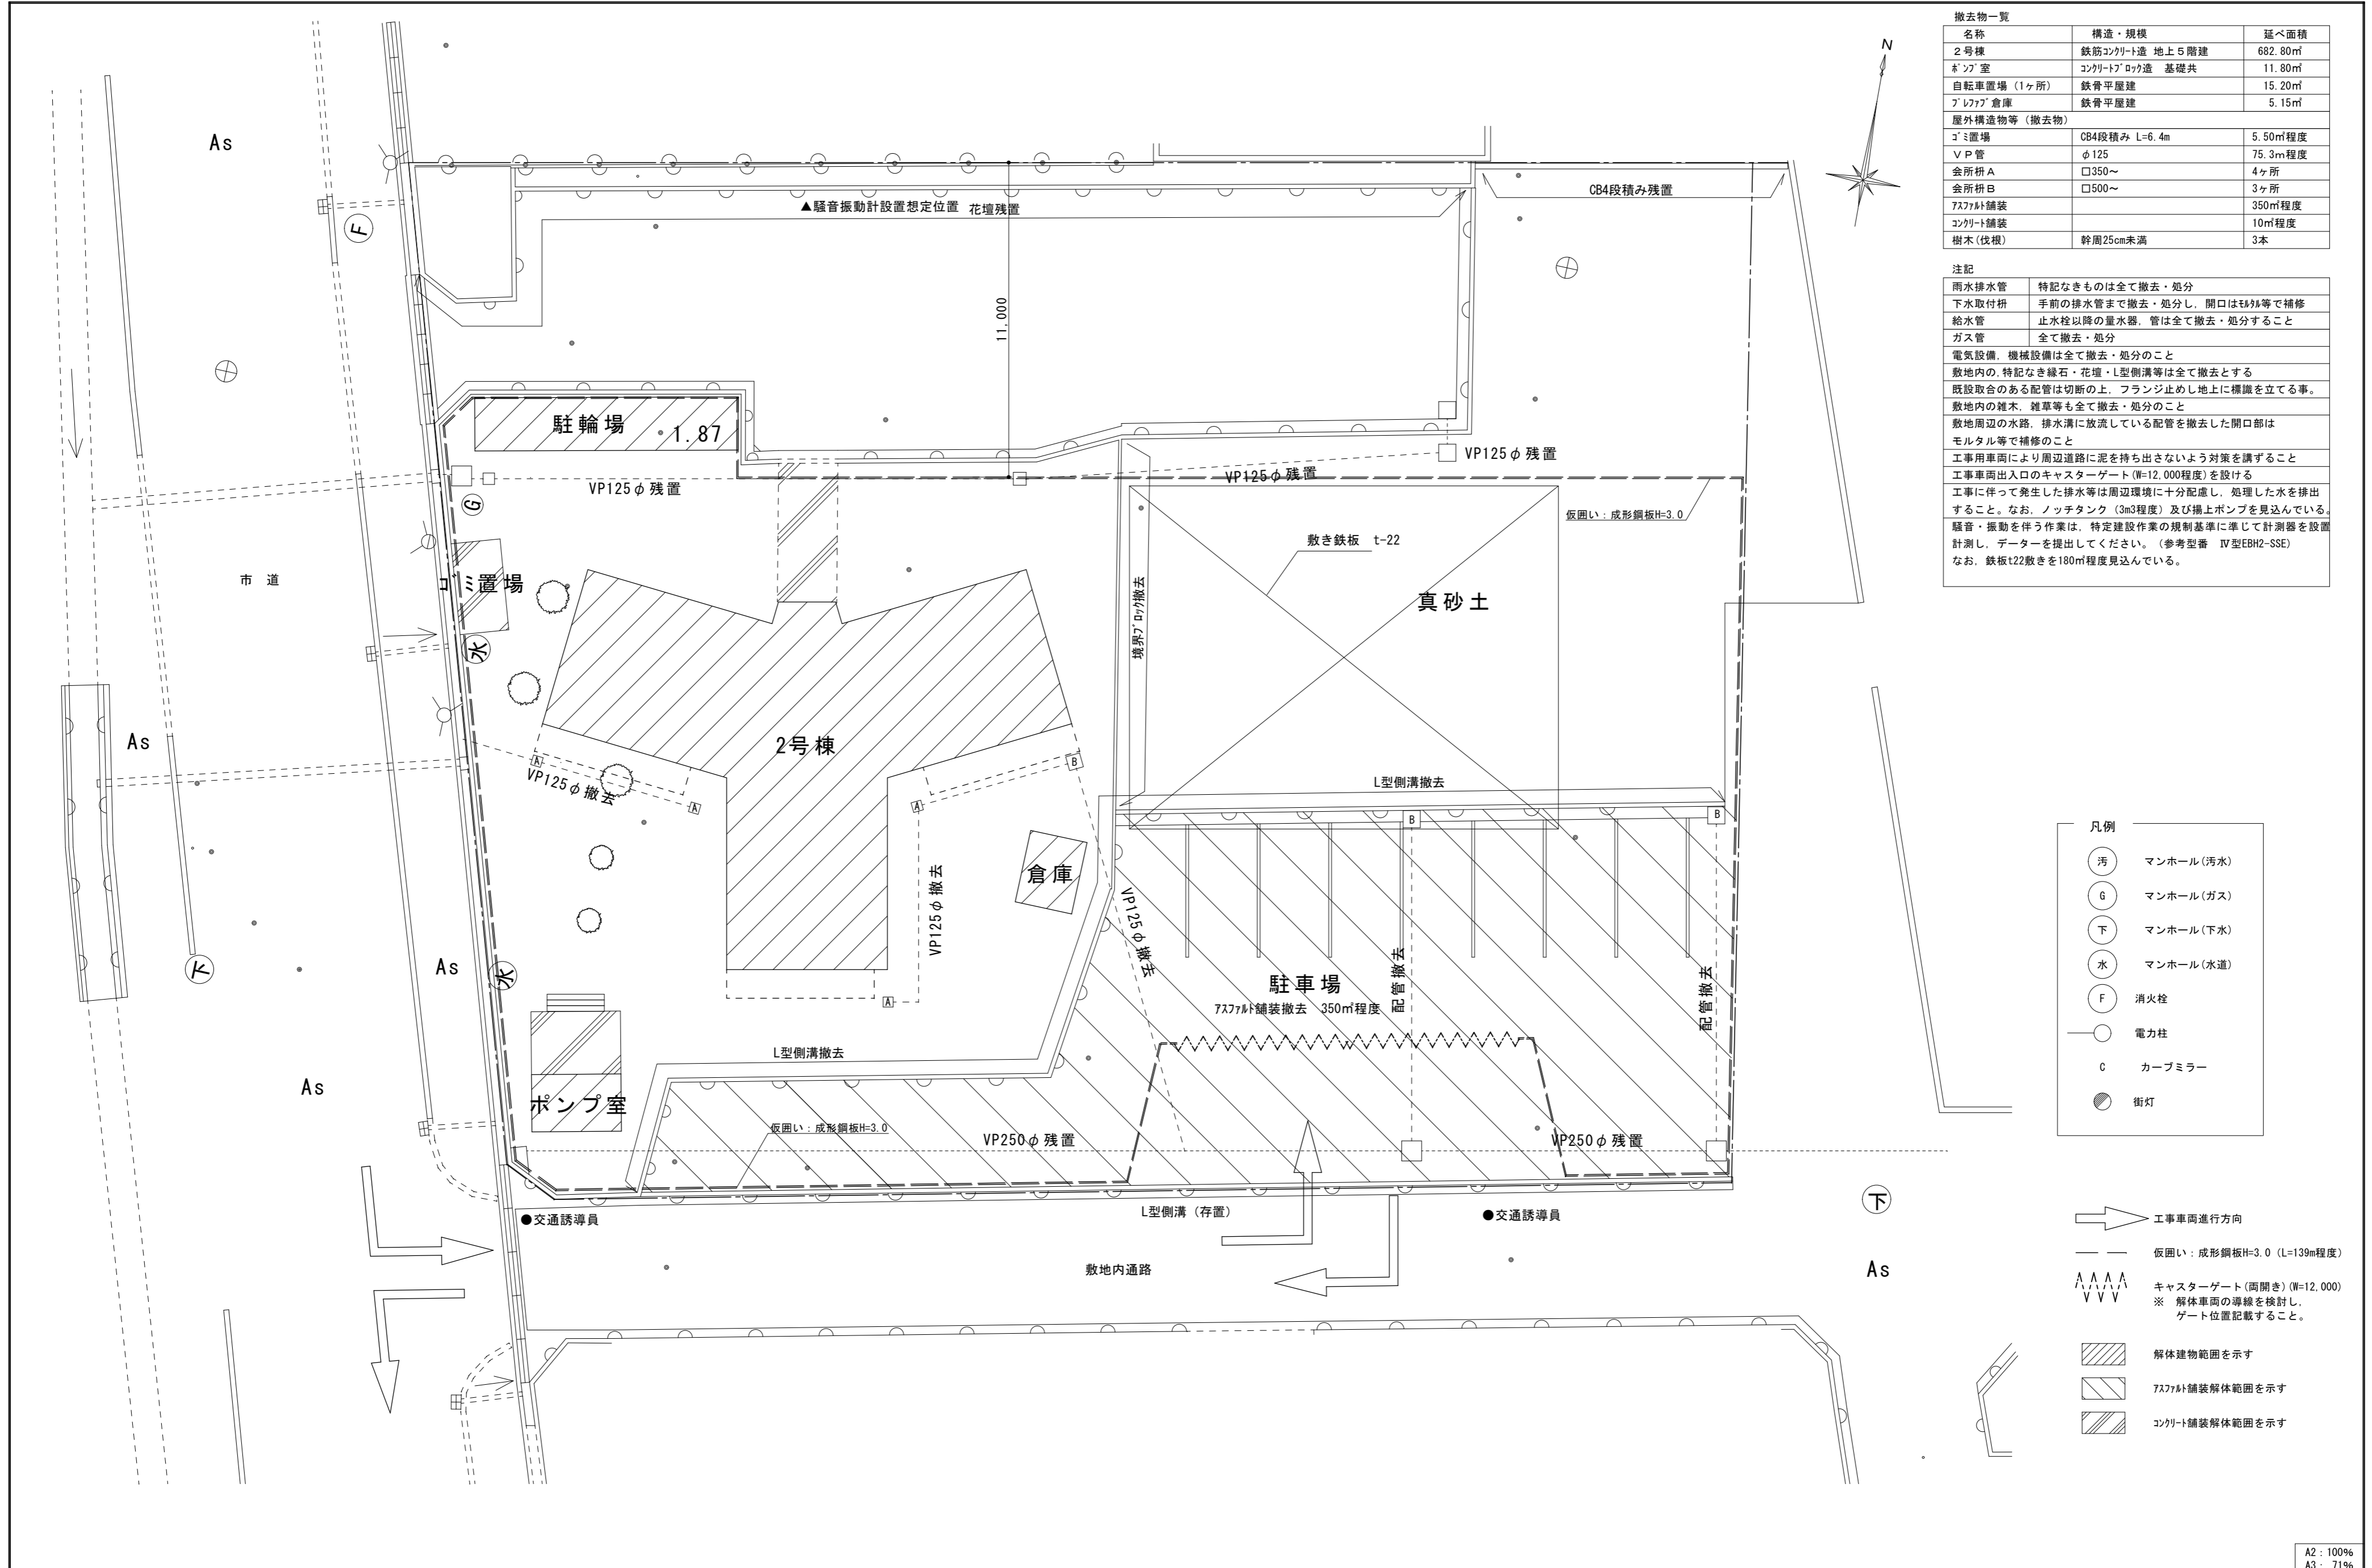 撤去物一覧
名称 構造・規模 延べ面積
2号棟 鉄筋ｺﾝｸﾘｰﾄ造 地上5階建 682.80㎡
ﾎﾟﾝﾌﾟ室 ｺﾝｸﾘｰﾄﾌﾞﾛｯｸ造 基礎共 11.80㎡
自転車置場 (1ヶ所) 鉄骨平屋建 15.20㎡
ﾌﾟﾚﾌｧﾌﾞ倉庫 鉄骨平屋建 5.15㎡
屋外構造物等 (撤去物)
ｺﾞﾐ置場 CB4段積み L=6.4m 5.50㎡程度
ＶＰ管 φ125 75.3m程度
会所枡Ａ □350〜 4ヶ所
会所枡Ｂ □500〜 3ヶ所
ｱｽﾌｧﾙﾄ舗装 350㎡程度
ｺﾝｸﾘｰﾄ舗装 10㎡程度
樹木(伐根) 幹周25cm未満 3本
注記
雨水排水管 特記なきものは全て撤去・処分
下水取付枡 手前の排水管まで撤去・処分し，開口はﾓﾙﾀﾙ等で補修
給水管 止水栓以降の量水器，管は全て撤去・処分すること
ガス管 全て撤去・処分
電気設備，機械設備は全て撤去・処分のこと
敷地内の，特記なき縁石・花壇・L型側溝等は全て撤去とする
既設取合のある配管は切断の上，フランジ止めし地上に標識を立てる事。
敷地内の雑木，雑草等も全て撤去・処分のこと
敷地周辺の水路，排水溝に放流している配管を撤去した開口部は
モルタル等で補修のこと
工事用車両により周辺道路に泥を持ち出さないよう対策を講ずること
工事車両出入口のキャスターゲート(W=12,000程度)を設ける
工事に伴って発生した排水等は周辺環境に十分配慮し，処理した水を排出
すること。なお，ノッチタンク（3m3程度）及び揚上ポンプを見込んでいる。
騒音・振動を伴う作業は，特定建設作業の規制基準に準じて計測器を設置
計測し，データーを提出してください。（参考型番 Ⅳ型EBH2-SSE）
なお，鉄板t22敷きを180㎡程度見込んでいる。
N
As
F
▲騒音振動計設置想定位置 花壇残置
CB4段積み残置
11,000
駐輪場 1.87
VP125φ残置
VP125φ残置
VP125φ残置
G
仮囲い：成形鋼板H=3.0
敷き鉄板 t-22
真砂土
境界ﾌﾞﾛｯｸ撤去
市 道
ｺﾞﾐ置場
水
As
2号棟
A
VP125φ撤去
A
A
B
L型側溝撤去
B
B
倉庫
VP125φ撤去
VP125φ撤去
A
下
As
水
駐車場
ｱｽﾌｧﾙﾄ舗装撤去 350㎡程度
配管撤去
配管撤去
As
L型側溝撤去
ポンプ室
仮囲い：成形鋼板H=3.0
VP250φ残置
VP250φ残置
●交通誘導員
L型側溝（存置）
●交通誘導員
下
敷地内通路
As
凡例
汚 マンホール(汚水)
G マンホール(ガス)
下 マンホール(下水)
水 マンホール(水道)
F 消火栓
電力柱
C カーブミラー
街灯
工事車両進行方向
仮囲い：成形鋼板H=3.0（L=139m程度）
キャスターゲート(両開き)(W=12,000)
※ 解体車両の導線を検討し，
ゲート位置記載すること。
解体建物範囲を示す
ｱｽﾌｧﾙﾄ舗装解体範囲を示す
ｺﾝｸﾘｰﾄ舗装解体範囲を示す
A2：100%
A3： 71%